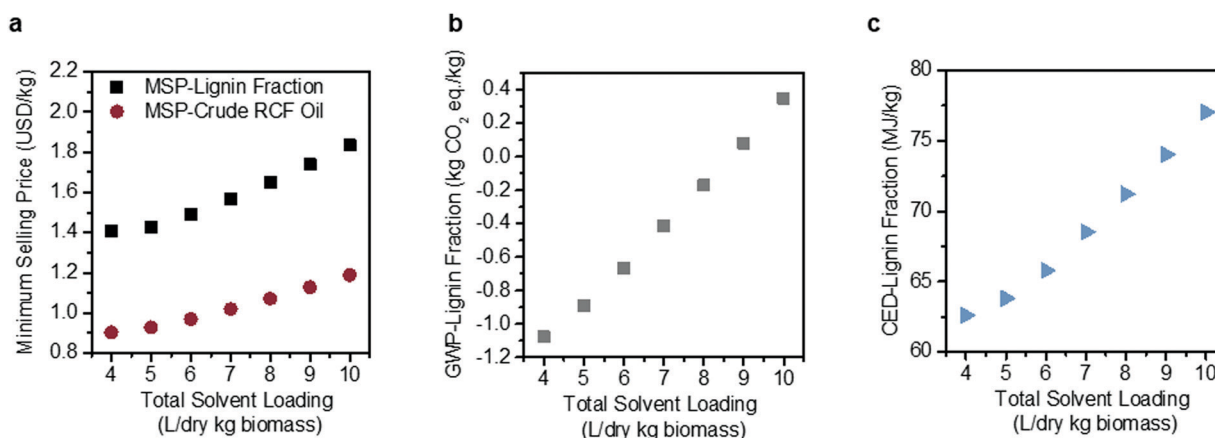 a
2.2
2.0
1.8
1.6
1.4
1.2
1.0
0.8
Minimum Selling Price (USD/kg)
MSP-Lignin Fraction
MSP-Crude RCF Oil
4 5 6 7 8 9 10
Total Solvent Loading
(L/dry kg biomass)
b
0.4
0.2
0.0
-0.2
-0.4
-0.6
-0.8
-1.0
-1.2
GWP-Lignin Fraction (kg CO2 eq./kg)
4 5 6 7 8 9 10
Total Solvent Loading
(L/dry kg biomass)
c
80
75
70
65
60
CED-Lignin Fraction (MJ/kg)
4 5 6 7 8 9 10
Total Solvent Loading
(L/dry kg biomass)